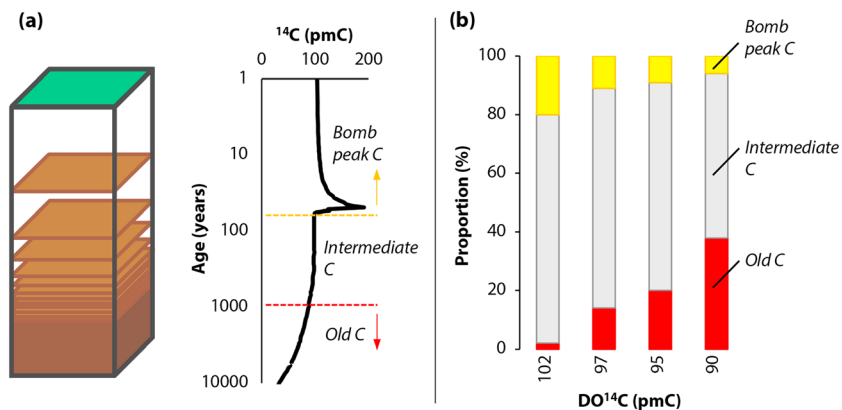 (a)
¹⁴C (pmC)
0 100 200
Age (years)
1
10
100
1000
10000
Bomb
peak C
Intermediate
C
Old C
(b)
Proportion (%)
100
80
60
40
20
0
Bomb
peak C
Intermediate
C
Old C
102 97 95 90
DO¹⁴C (pmC)